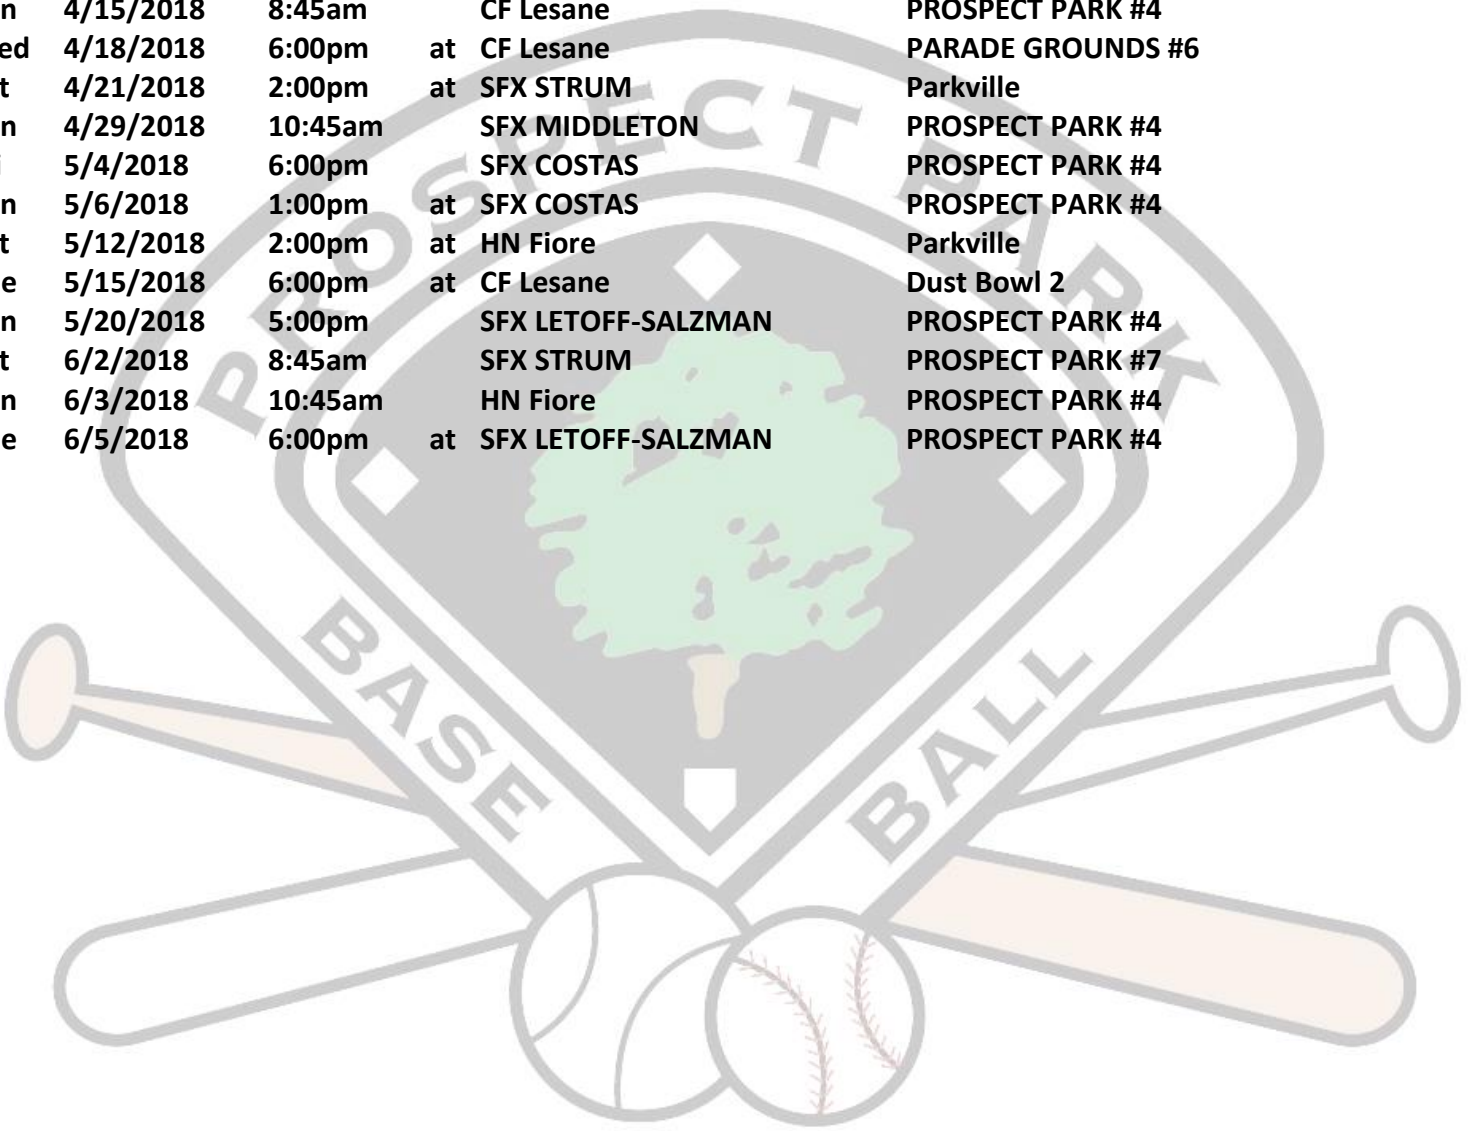 n 4/15/2018 8:45am CF Lesane PROSPECT PARK #4
ed 4/18/2018 6:00pm at CF Lesane PARADE GROUNDS #6
t 4/21/2018 2:00pm at SFX STRUM Parkville
n 4/29/2018 10:45am SFX MIDDLETON PROSPECT PARK #4
i 5/4/2018 6:00pm SFX COSTAS PROSPECT PARK #4
n 5/6/2018 1:00pm at SFX COSTAS PROSPECT PARK #4
t 5/12/2018 2:00pm at HN Fiore Parkville
e 5/15/2018 6:00pm at CF Lesane Dust Bowl 2
n 5/20/2018 5:00pm SFX LETOFF-SALZMAN PROSPECT PARK #4
t 6/2/2018 8:45am SFX STRUM PROSPECT PARK #7
n 6/3/2018 10:45am HN Fiore PROSPECT PARK #4
e 6/5/2018 6:00pm at SFX LETOFF-SALZMAN PROSPECT PARK #4
PROSPECT PARK
BASE BALL